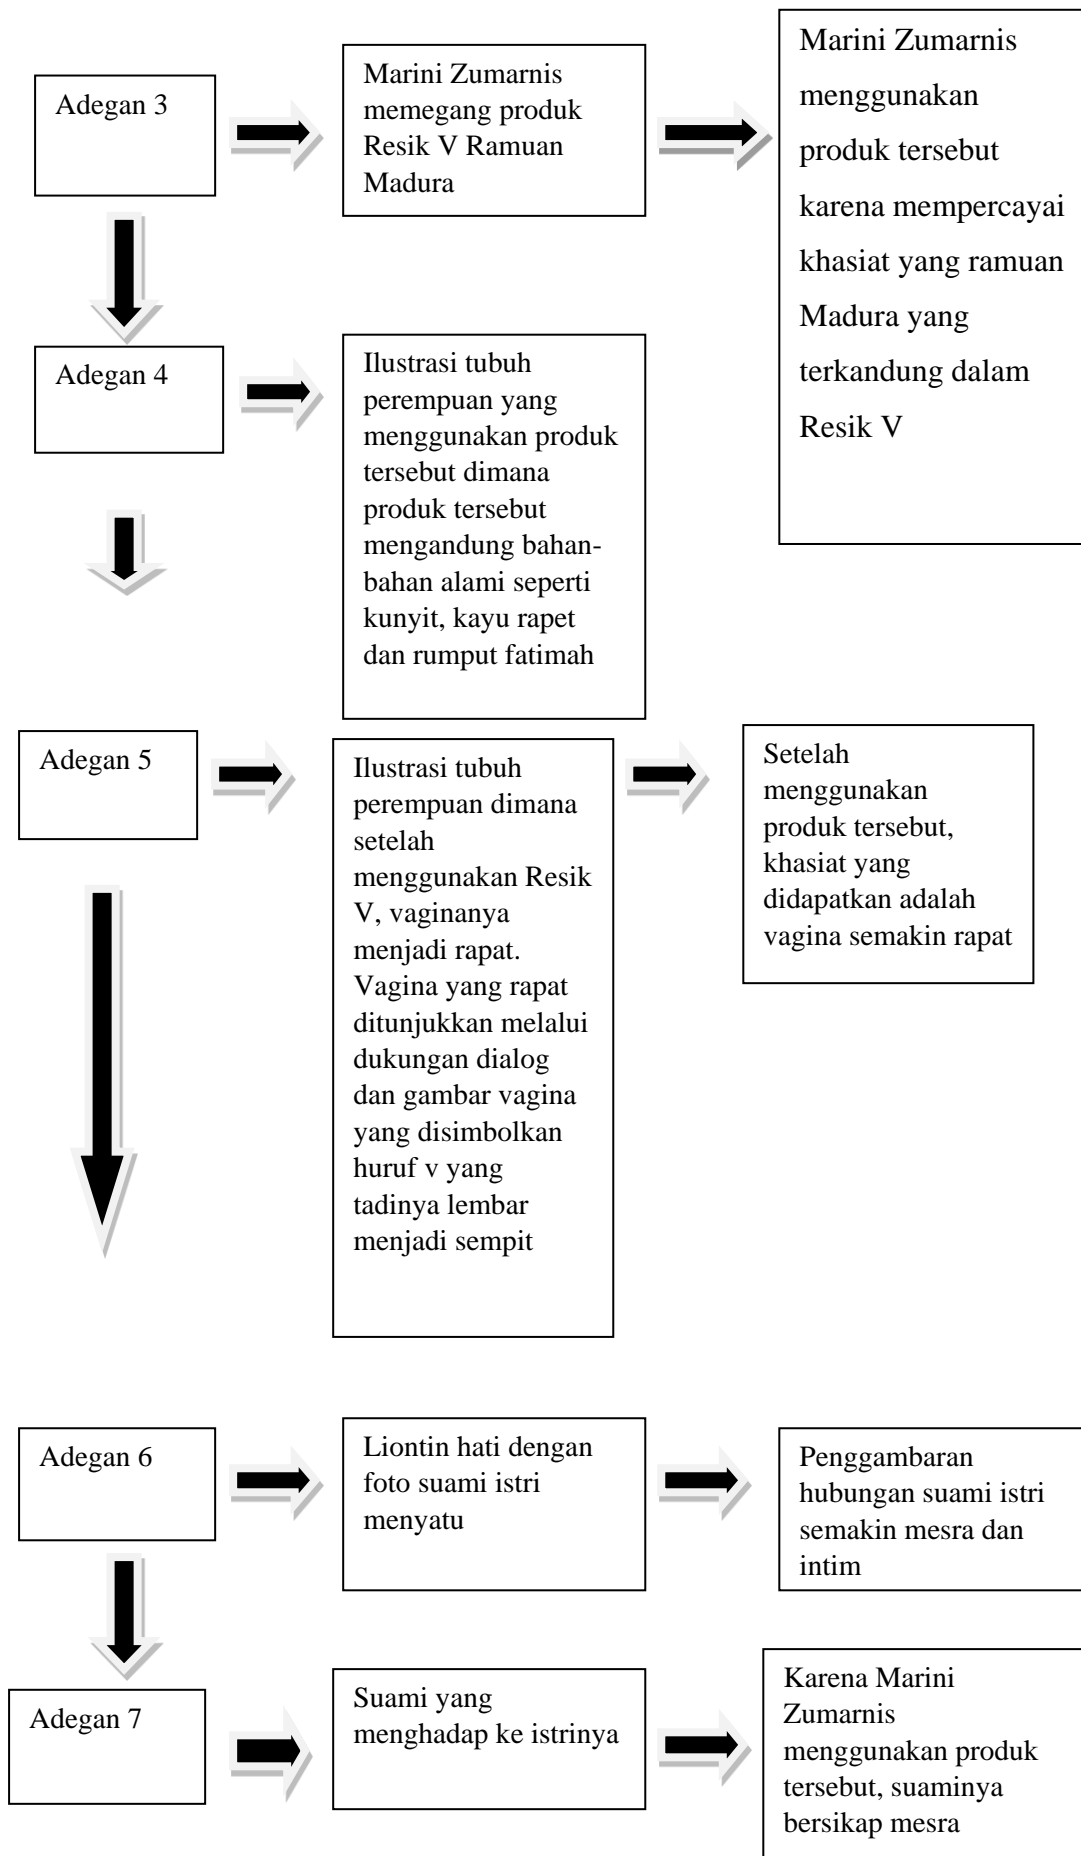 Adegan 3
Marini Zumarnis
memegang produk
Resik V Ramuan
Madura
Marini Zumarnis
menggunakan
produk tersebut
karena mempercayai
khasiat yang ramuan
Madura yang
terkandung dalam
Resik V
Adegan 4
Ilustrasi tubuh
perempuan yang
menggunakan produk
tersebut dimana
produk tersebut
mengandung bahan-
bahan alami seperti
kunyit, kayu rapet
dan rumput fatimah
Adegan 5
Ilustrasi tubuh
perempuan dimana
setelah
menggunakan Resik
V, vaginanya
menjadi rapat.
Vagina yang rapat
ditunjukkan melalui
dukungan dialog
dan gambar vagina
yang disimbolkan
huruf v yang
tadinya lembar
menjadi sempit
Setelah
menggunakan
produk tersebut,
khasiat yang
didapatkan adalah
vagina semakin rapat
Adegan 6
Liontin hati dengan
foto suami istri
menyatu
Penggambaran
hubungan suami istri
semakin mesra dan
intim
Adegan 7
Suami yang
menghadap ke istrinya
Karena Marini
Zumarnis
menggunakan produk
tersebut, suaminya
bersikap mesra